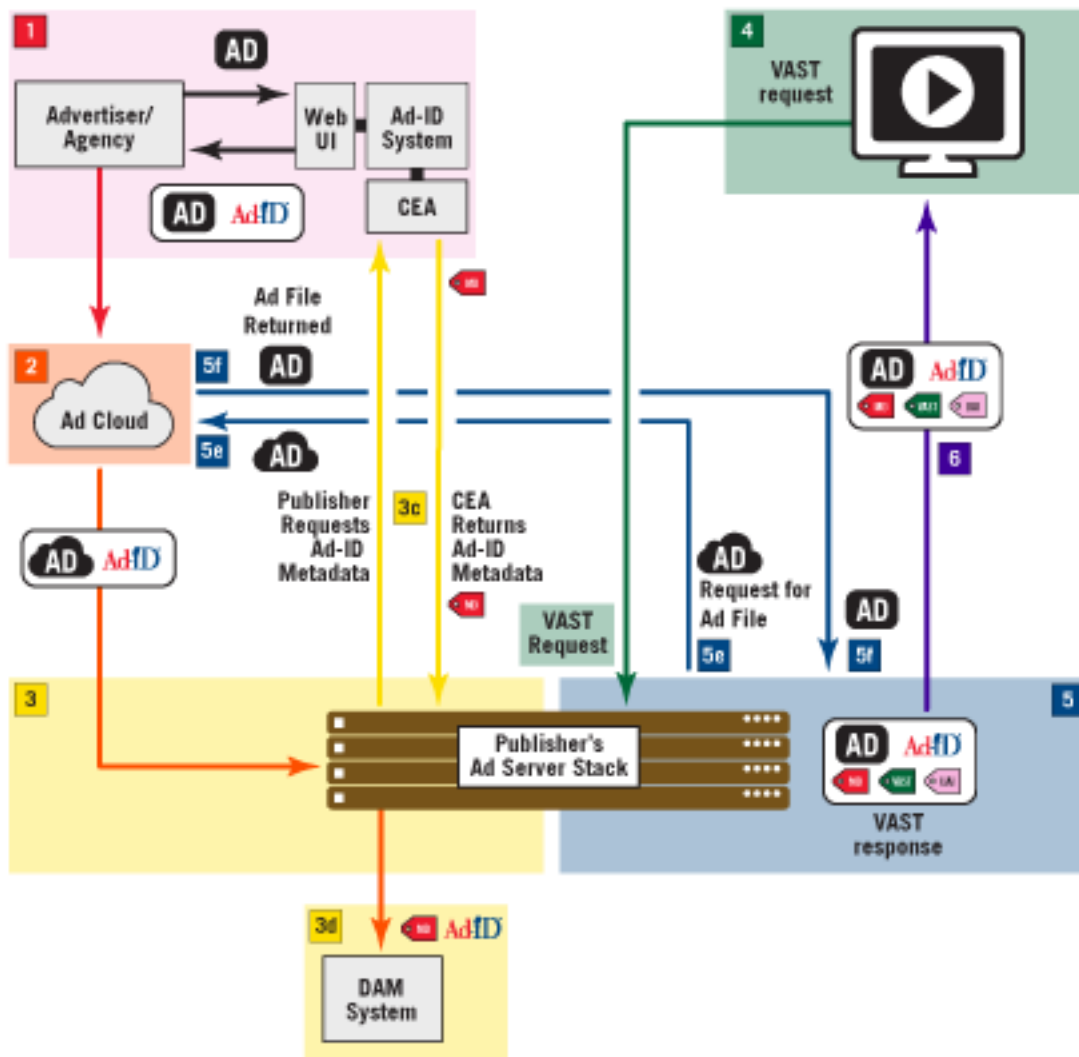 1
AD
Advertiser/
Agency
Web
UI
Ad-ID
System
CEA
AD Ad-ID
4
VAST
request
Ad File
Returned
2
5f
AD
Ad Cloud
5e
AD
AD Ad-ID
VAST
6
Publisher
Requests
Ad-ID
Metadata
3c
CEA
Returns
Ad-ID
Metadata
AD Ad-ID
AD
Request for
Ad File
5e
VAST
Request
AD
5f
3
5
Publisher's
Ad Server Stack
AD Ad-ID
VAST
VAST
response
3d
Ad-ID
DAM
System